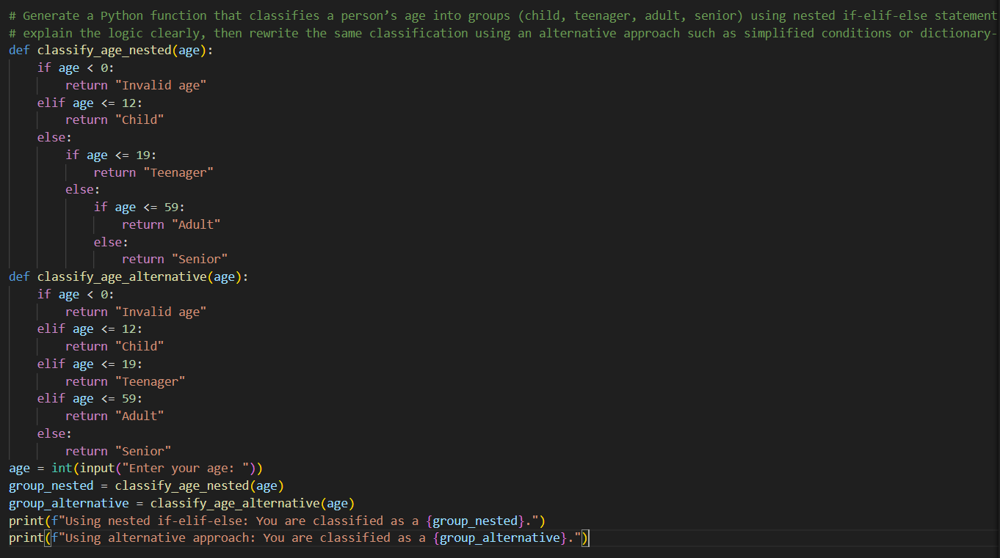 # Generate a Python function that classifies a person’s age into groups (child, teenager, adult, senior) using nested if-elif-else statement
# explain the logic clearly, then rewrite the same classification using an alternative approach such as simplified conditions or dictionary-
def classify_age_nested(age):
    if age < 0:
        return "Invalid age"
    elif age <= 12:
        return "Child"
    else:
        if age <= 19:
            return "Teenager"
        else:
            if age <= 59:
                return "Adult"
            else:
                return "Senior"
def classify_age_alternative(age):
    if age < 0:
        return "Invalid age"
    elif age <= 12:
        return "Child"
    elif age <= 19:
        return "Teenager"
    elif age <= 59:
        return "Adult"
    else:
        return "Senior"
age = int(input("Enter your age: "))
group_nested = classify_age_nested(age)
group_alternative = classify_age_alternative(age)
print(f"Using nested if-elif-else: You are classified as a {group_nested}.")
print(f"Using alternative approach: You are classified as a {group_alternative}.")